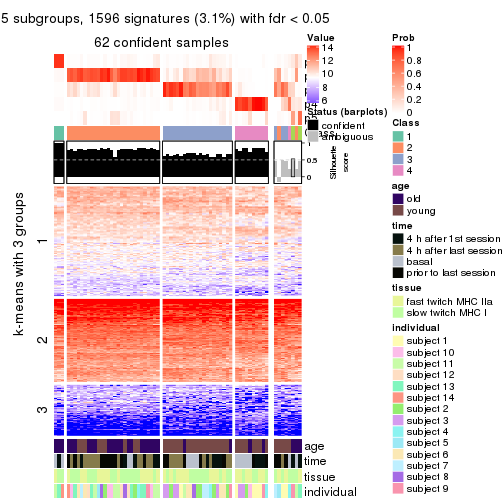 5 subgroups, 1596 signatures (3.1%) with fdr < 0.05
62 confident samples
k-means with 3 groups
1
2
3
1
0.5
0
Silhouette
score
age
time
tissue
individual
Value
14
12
10
8
6
Status (barplots)
confident
ambiguous
Prob
1
0.8
0.6
0.4
0.2
0
Class
1
2
3
4
age
old
young
time
4 h after 1st session
4 h after last session
basal
prior to last session
tissue
fast twitch MHC IIa
slow twitch MHC I
individual
subject 1
subject 10
subject 11
subject 12
subject 13
subject 14
subject 2
subject 3
subject 4
subject 5
subject 6
subject 7
subject 8
subject 9